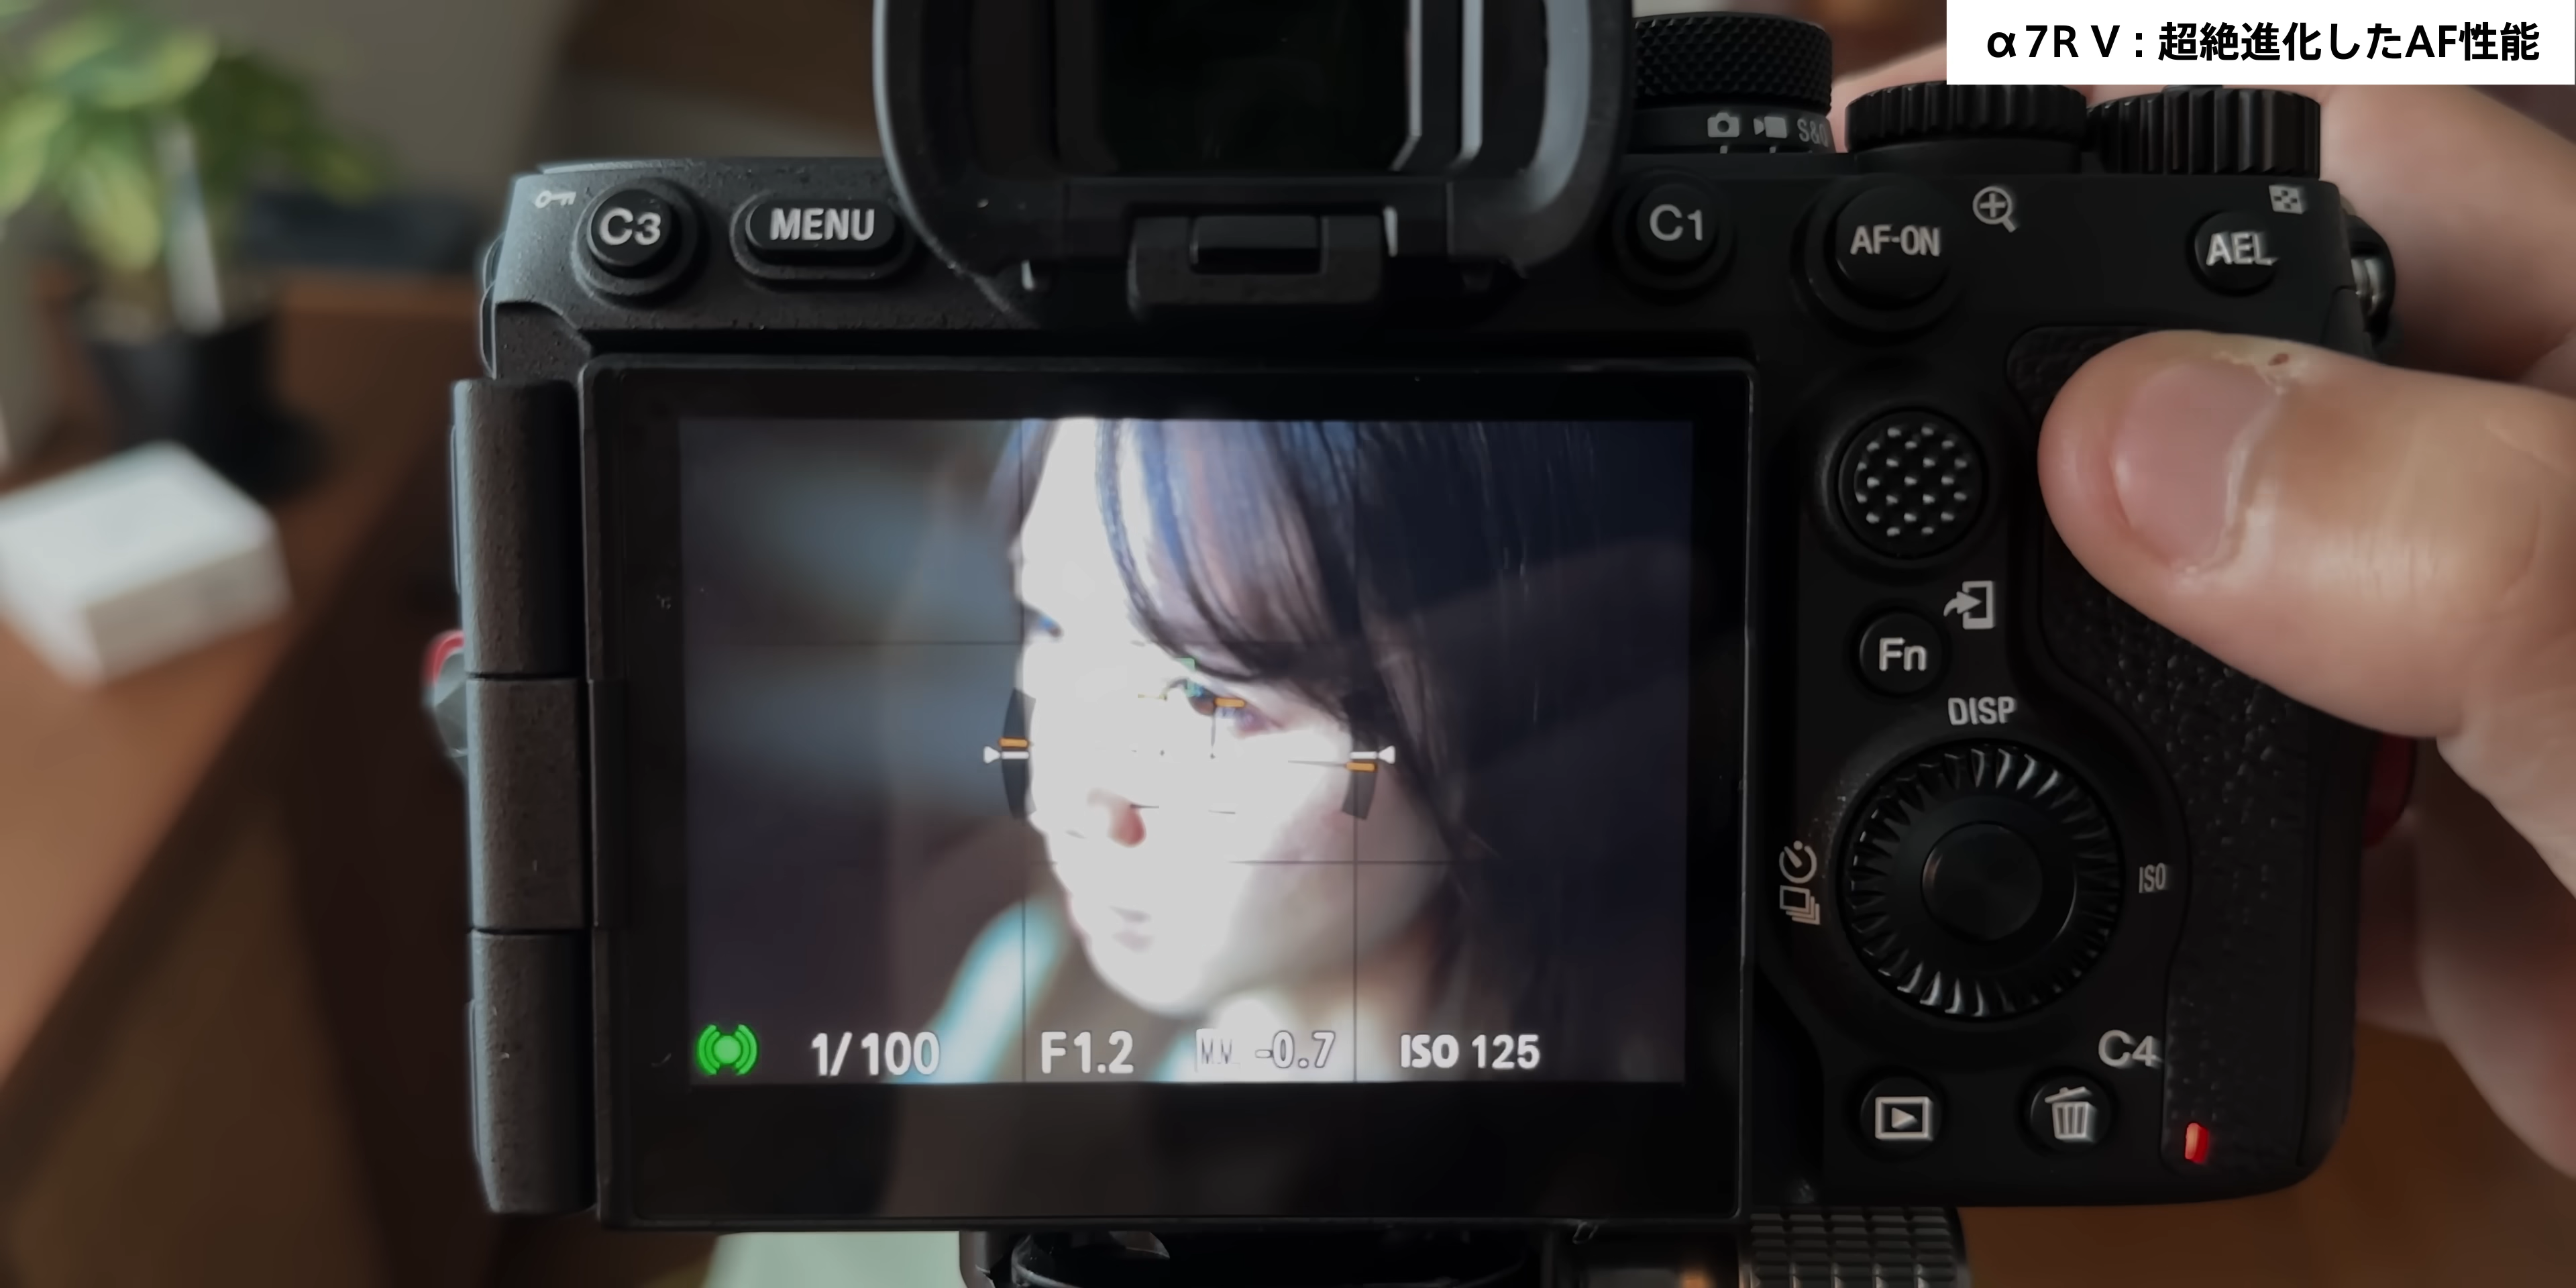 α7R V：超絶進化したAF性能
S&Q
C3
MENU
C1
AF-ON
AEL
Fn
DISP
ISO
1/100
F1.2
M.M.
-0.7
ISO 125
C4